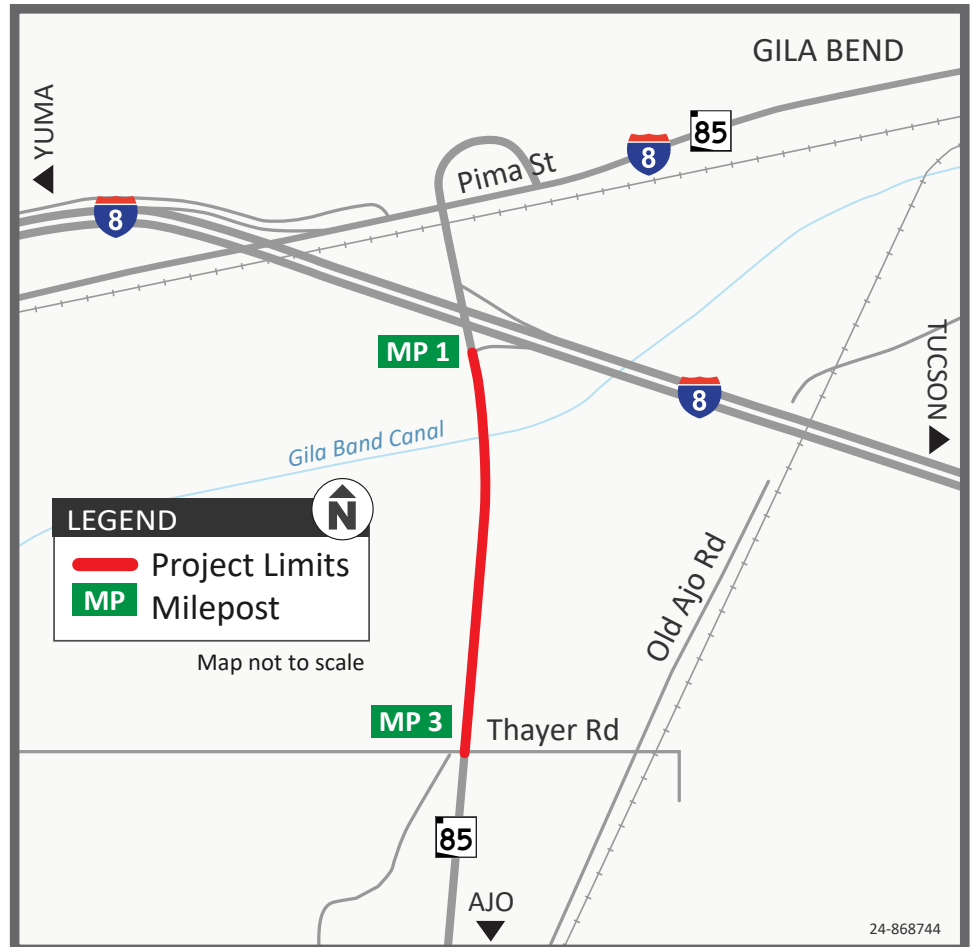 GILA BEND
YUMA
85
8
Pima St
8
MP 1
TUCSON
8
Gila Band Canal
LEGEND
N
Project Limits
MP Milepost
Map not to scale
Old Ajo Rd
MP 3
Thayer Rd
85
AJO
24-868744